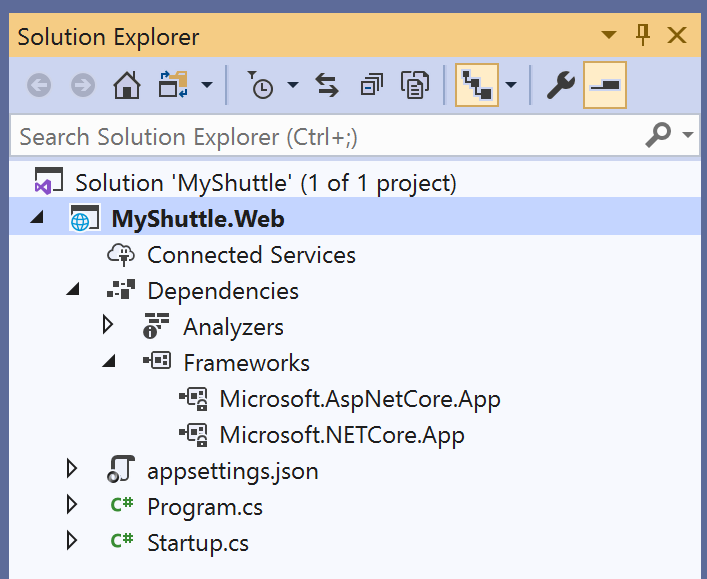 Solution Explorer
Search Solution Explorer (Ctrl+;)
Solution 'MyShuttle' (1 of 1 project)
MyShuttle.Web
Connected Services
Dependencies
Analyzers
Frameworks
Microsoft.AspNetCore.App
Microsoft.NETCore.App
appsettings.json
C# Program.cs
C# Startup.cs